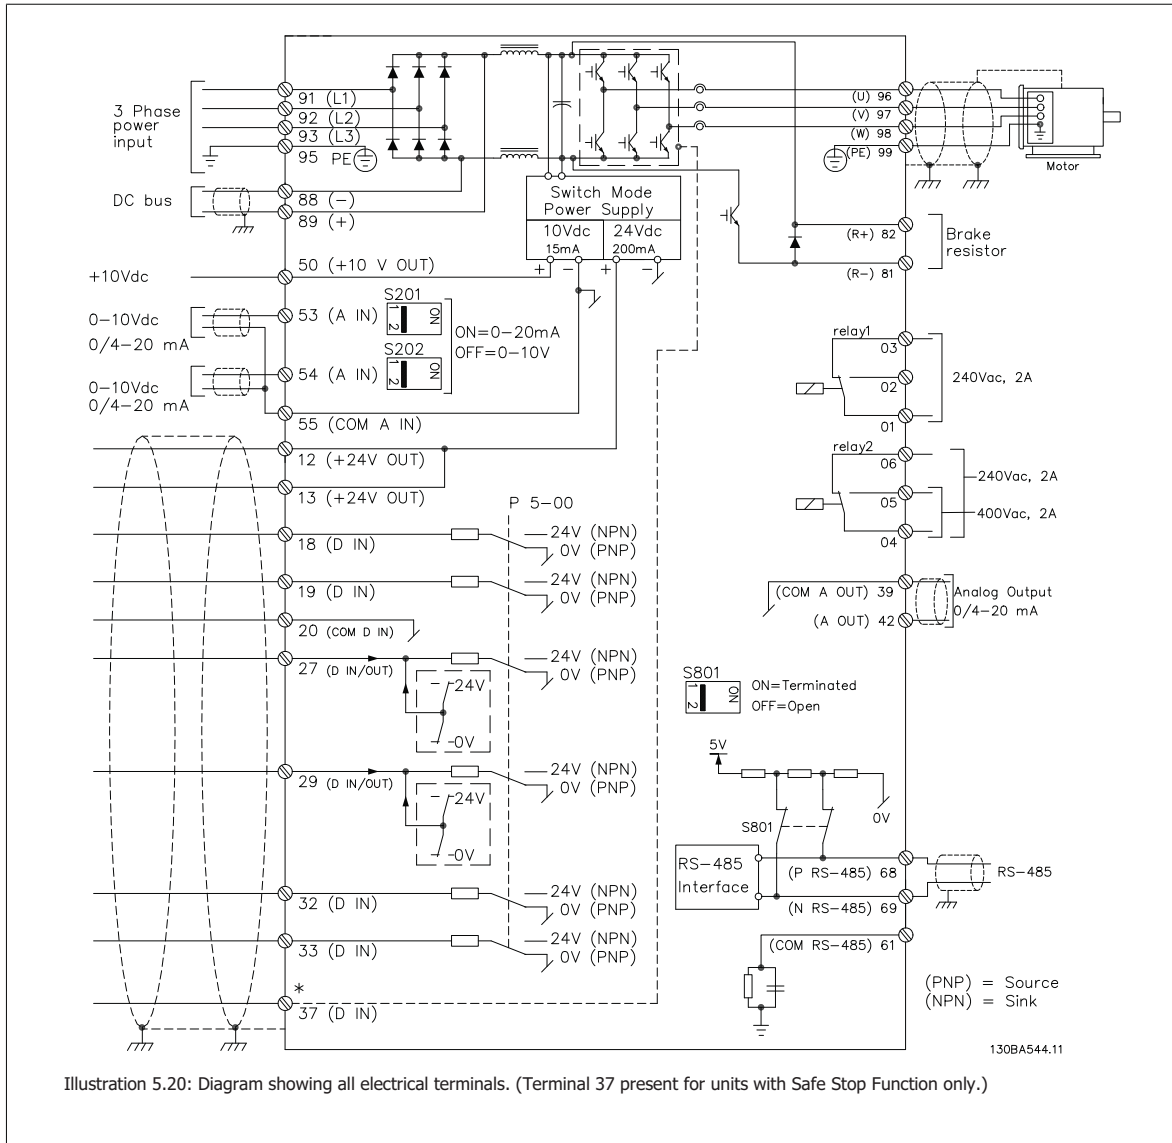 3 Phase
power
input
91 (L1)
92 (L2)
93 (L3)
95 PE
DC bus
88 (−)
89 (+)
+10Vdc
50 (+10 V OUT)
0−10Vdc
0/4−20 mA
53 (A IN)
S201
ON
1 2
ON=0−20mA
OFF=0−10V
S202
ON
1 2
0−10Vdc
0/4−20 mA
54 (A IN)
55 (COM A IN)
12 (+24V OUT)
13 (+24V OUT)
P 5-00
18 (D IN)
24V (NPN)
0V (PNP)
19 (D IN)
24V (NPN)
0V (PNP)
20 (COM D IN)
27 (D IN/OUT)
24V (NPN)
0V (PNP)
24V
0V
29 (D IN/OUT)
24V (NPN)
0V (PNP)
24V
0V
32 (D IN)
24V (NPN)
0V (PNP)
33 (D IN)
24V (NPN)
0V (PNP)
*
37 (D IN)
Switch Mode
Power Supply
10Vdc
15mA
24Vdc
200mA
+ − + −
(U) 96
(V) 97
(W) 98
(PE) 99
Motor
(R+) 82
Brake
resistor
(R−) 81
relay1
03
02
240Vac, 2A
01
relay2
06
240Vac, 2A
05
400Vac, 2A
04
(COM A OUT) 39
Analog Output
0/4−20 mA
(A OUT) 42
S801
ON
1 2
ON=Terminated
OFF=Open
5V
0V
S801
RS−485
Interface
(P RS−485) 68
RS−485
(N RS−485) 69
(COM RS−485) 61
(PNP) = Source
(NPN) = Sink
130BA544.11
Illustration 5.20: Diagram showing all electrical terminals. (Terminal 37 present for units with Safe Stop Function only.)